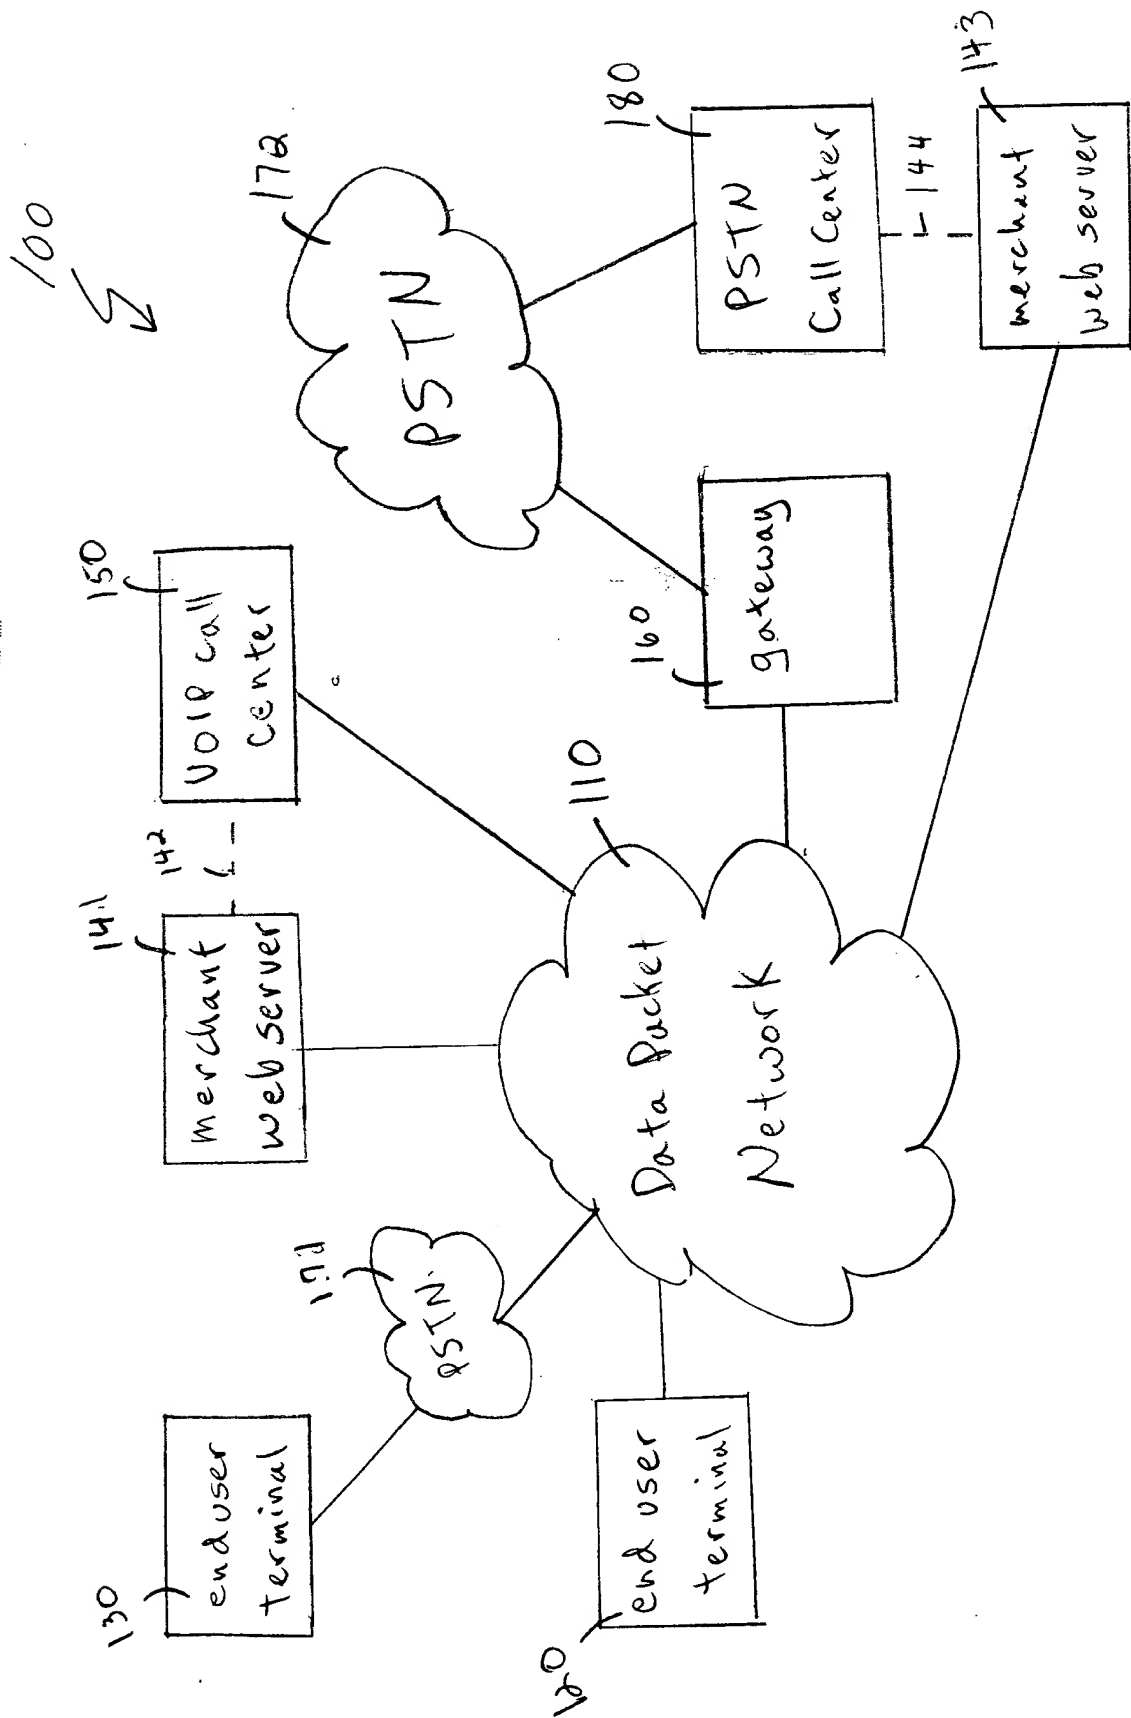 100
130
end user
terminal
171
PSTN
120
end user
terminal
141
merchant
web server
142
150
VOIP call
center
110
Data Packet
Network
160
gateway
172
PSTN
180
PSTN
Call Center
144
143
merchant
web server